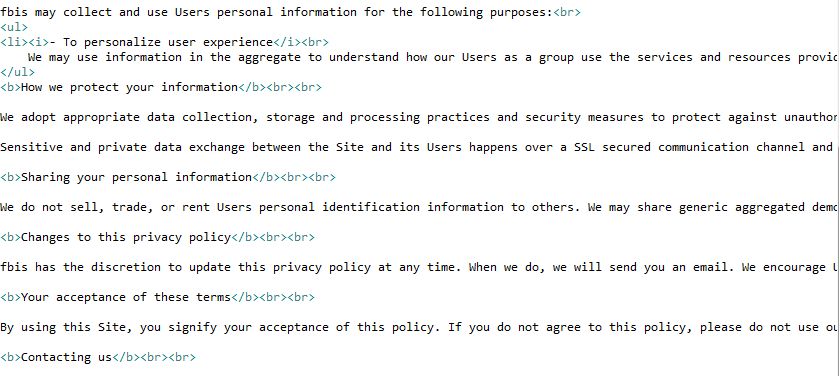 fbis may collect and use Users personal information for the following purposes:<br>
<ul>
<li><i>- To personalize user experience</i><br>
We may use information in the aggregate to understand how our Users as a group use the services and resources provid
</ul>
<b>How we protect your information</b><br><br>
We adopt appropriate data collection, storage and processing practices and security measures to protect against unauthor
Sensitive and private data exchange between the Site and its Users happens over a SSL secured communication channel and
<b>Sharing your personal information</b><br><br>
We do not sell, trade, or rent Users personal identification information to others. We may share generic aggregated demo
<b>Changes to this privacy policy</b><br><br>
fbis has the discretion to update this privacy policy at any time. When we do, we will send you an email. We encourage U
<b>Your acceptance of these terms</b><br><br>
By using this Site, you signify your acceptance of this policy. If you do not agree to this policy, please do not use ou
<b>Contacting us</b><br><br>